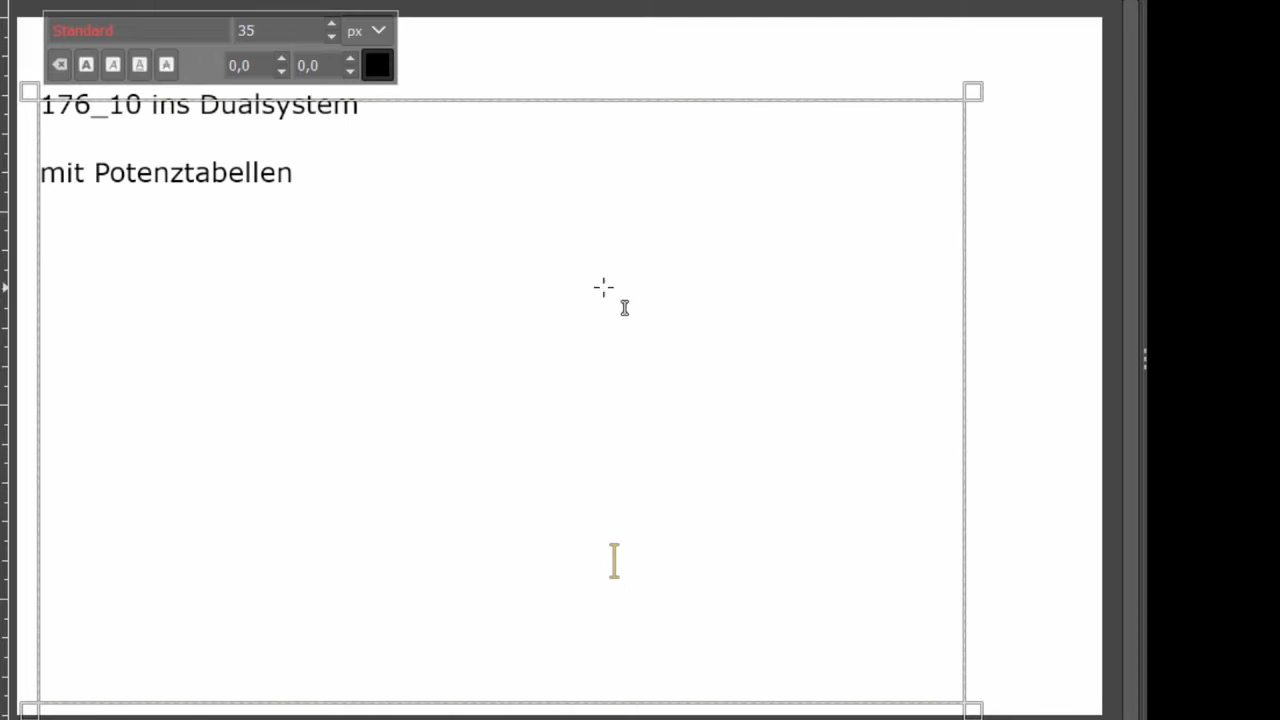 Standard
35
px
A
A
A
A
0,0
0,0
176_10 ins Dualsystem
mit Potenztabellen